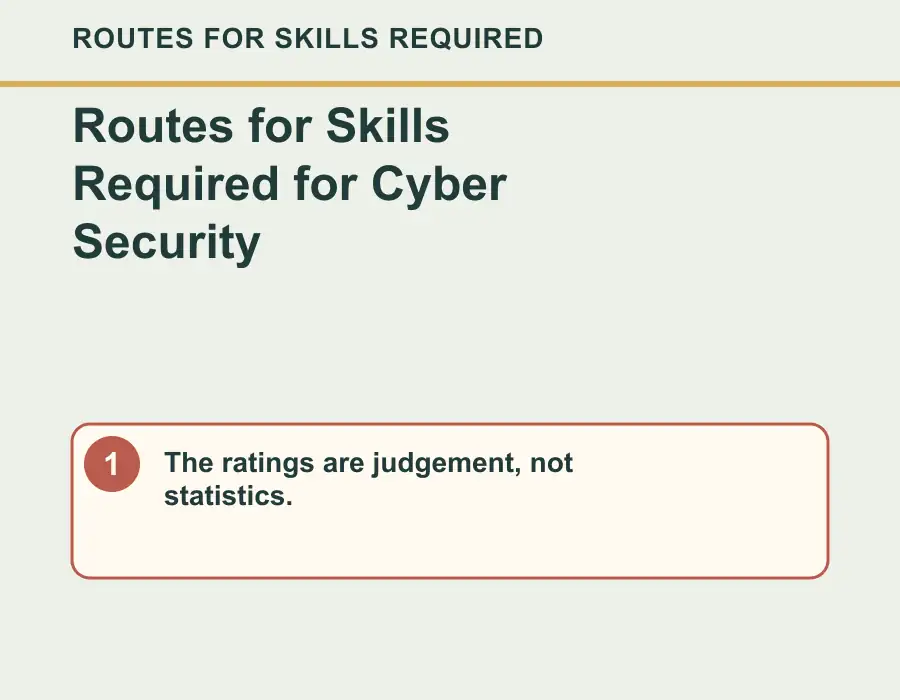 ROUTES FOR SKILLS REQUIRED
Routes for Skills
Required for Cyber
Security
1
The ratings are judgement, not
statistics.